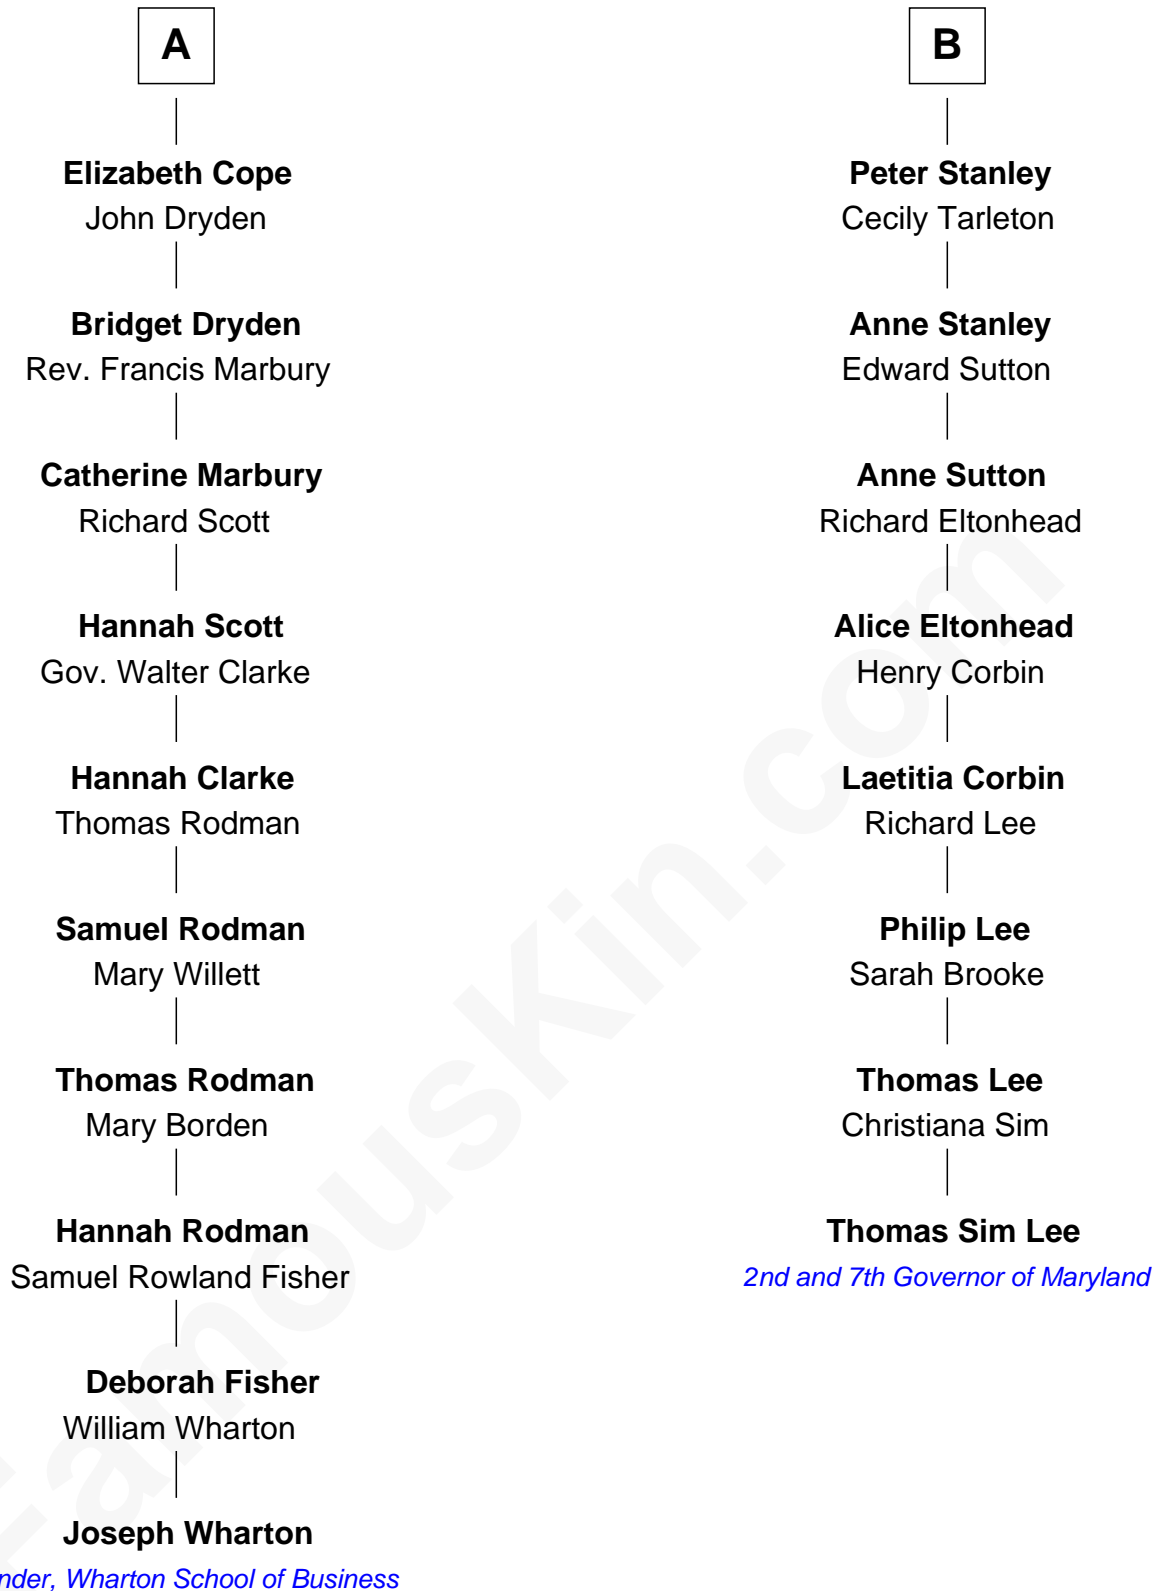 A
Elizabeth Cope
John Dryden
Bridget Dryden
Rev. Francis Marbury
Catherine Marbury
Richard Scott
Hannah Scott
Gov. Walter Clarke
Hannah Clarke
Thomas Rodman
Samuel Rodman
Mary Willett
Thomas Rodman
Mary Borden
Hannah Rodman
Samuel Rowland Fisher
Deborah Fisher
William Wharton
Joseph Wharton
nder, Wharton School of Business
B
Peter Stanley
Cecily Tarleton
Anne Stanley
Edward Sutton
Anne Sutton
Richard Eltonhead
Alice Eltonhead
Henry Corbin
Laetitia Corbin
Richard Lee
Philip Lee
Sarah Brooke
Thomas Lee
Christiana Sim
Thomas Sim Lee
2nd and 7th Governor of Maryland
FamousKin.com